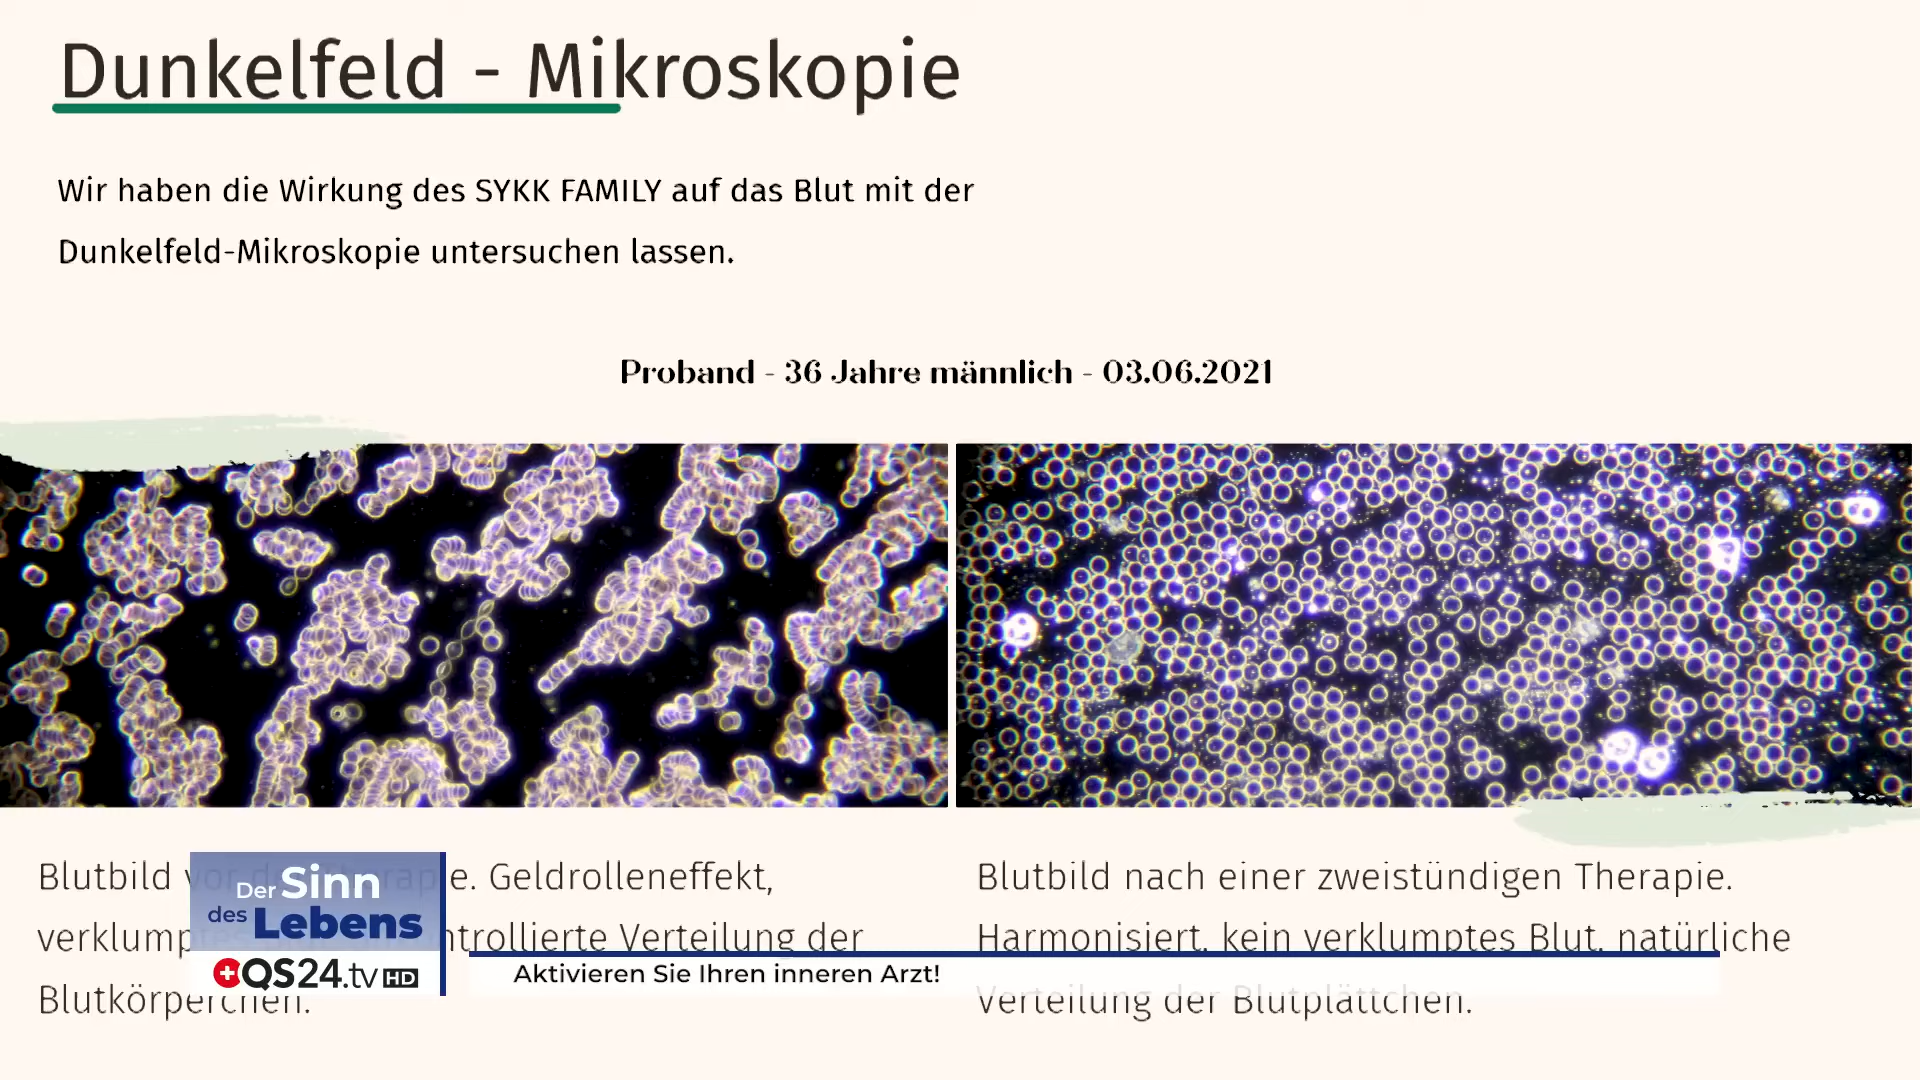 Dunkelfeld - Mikroskopie
Wir haben die Wirkung des SYKK FAMILY auf das Blut mit der
Dunkelfeld-Mikroskopie untersuchen lassen.
Proband - 36 Jahre männlich - 03.06.2021
Blutbild vor Geldrolleneffekt,
Verteilung der
Blutkörperchen.
Blutbild nach einer zweistündigen Therapie.
Harmonisiert, kein verklumptes Blut, natürliche
Verteilung der Blutplättchen.
Der Sinn
des Lebens
QS24.tv HD
Aktivieren Sie Ihren inneren Arzt!